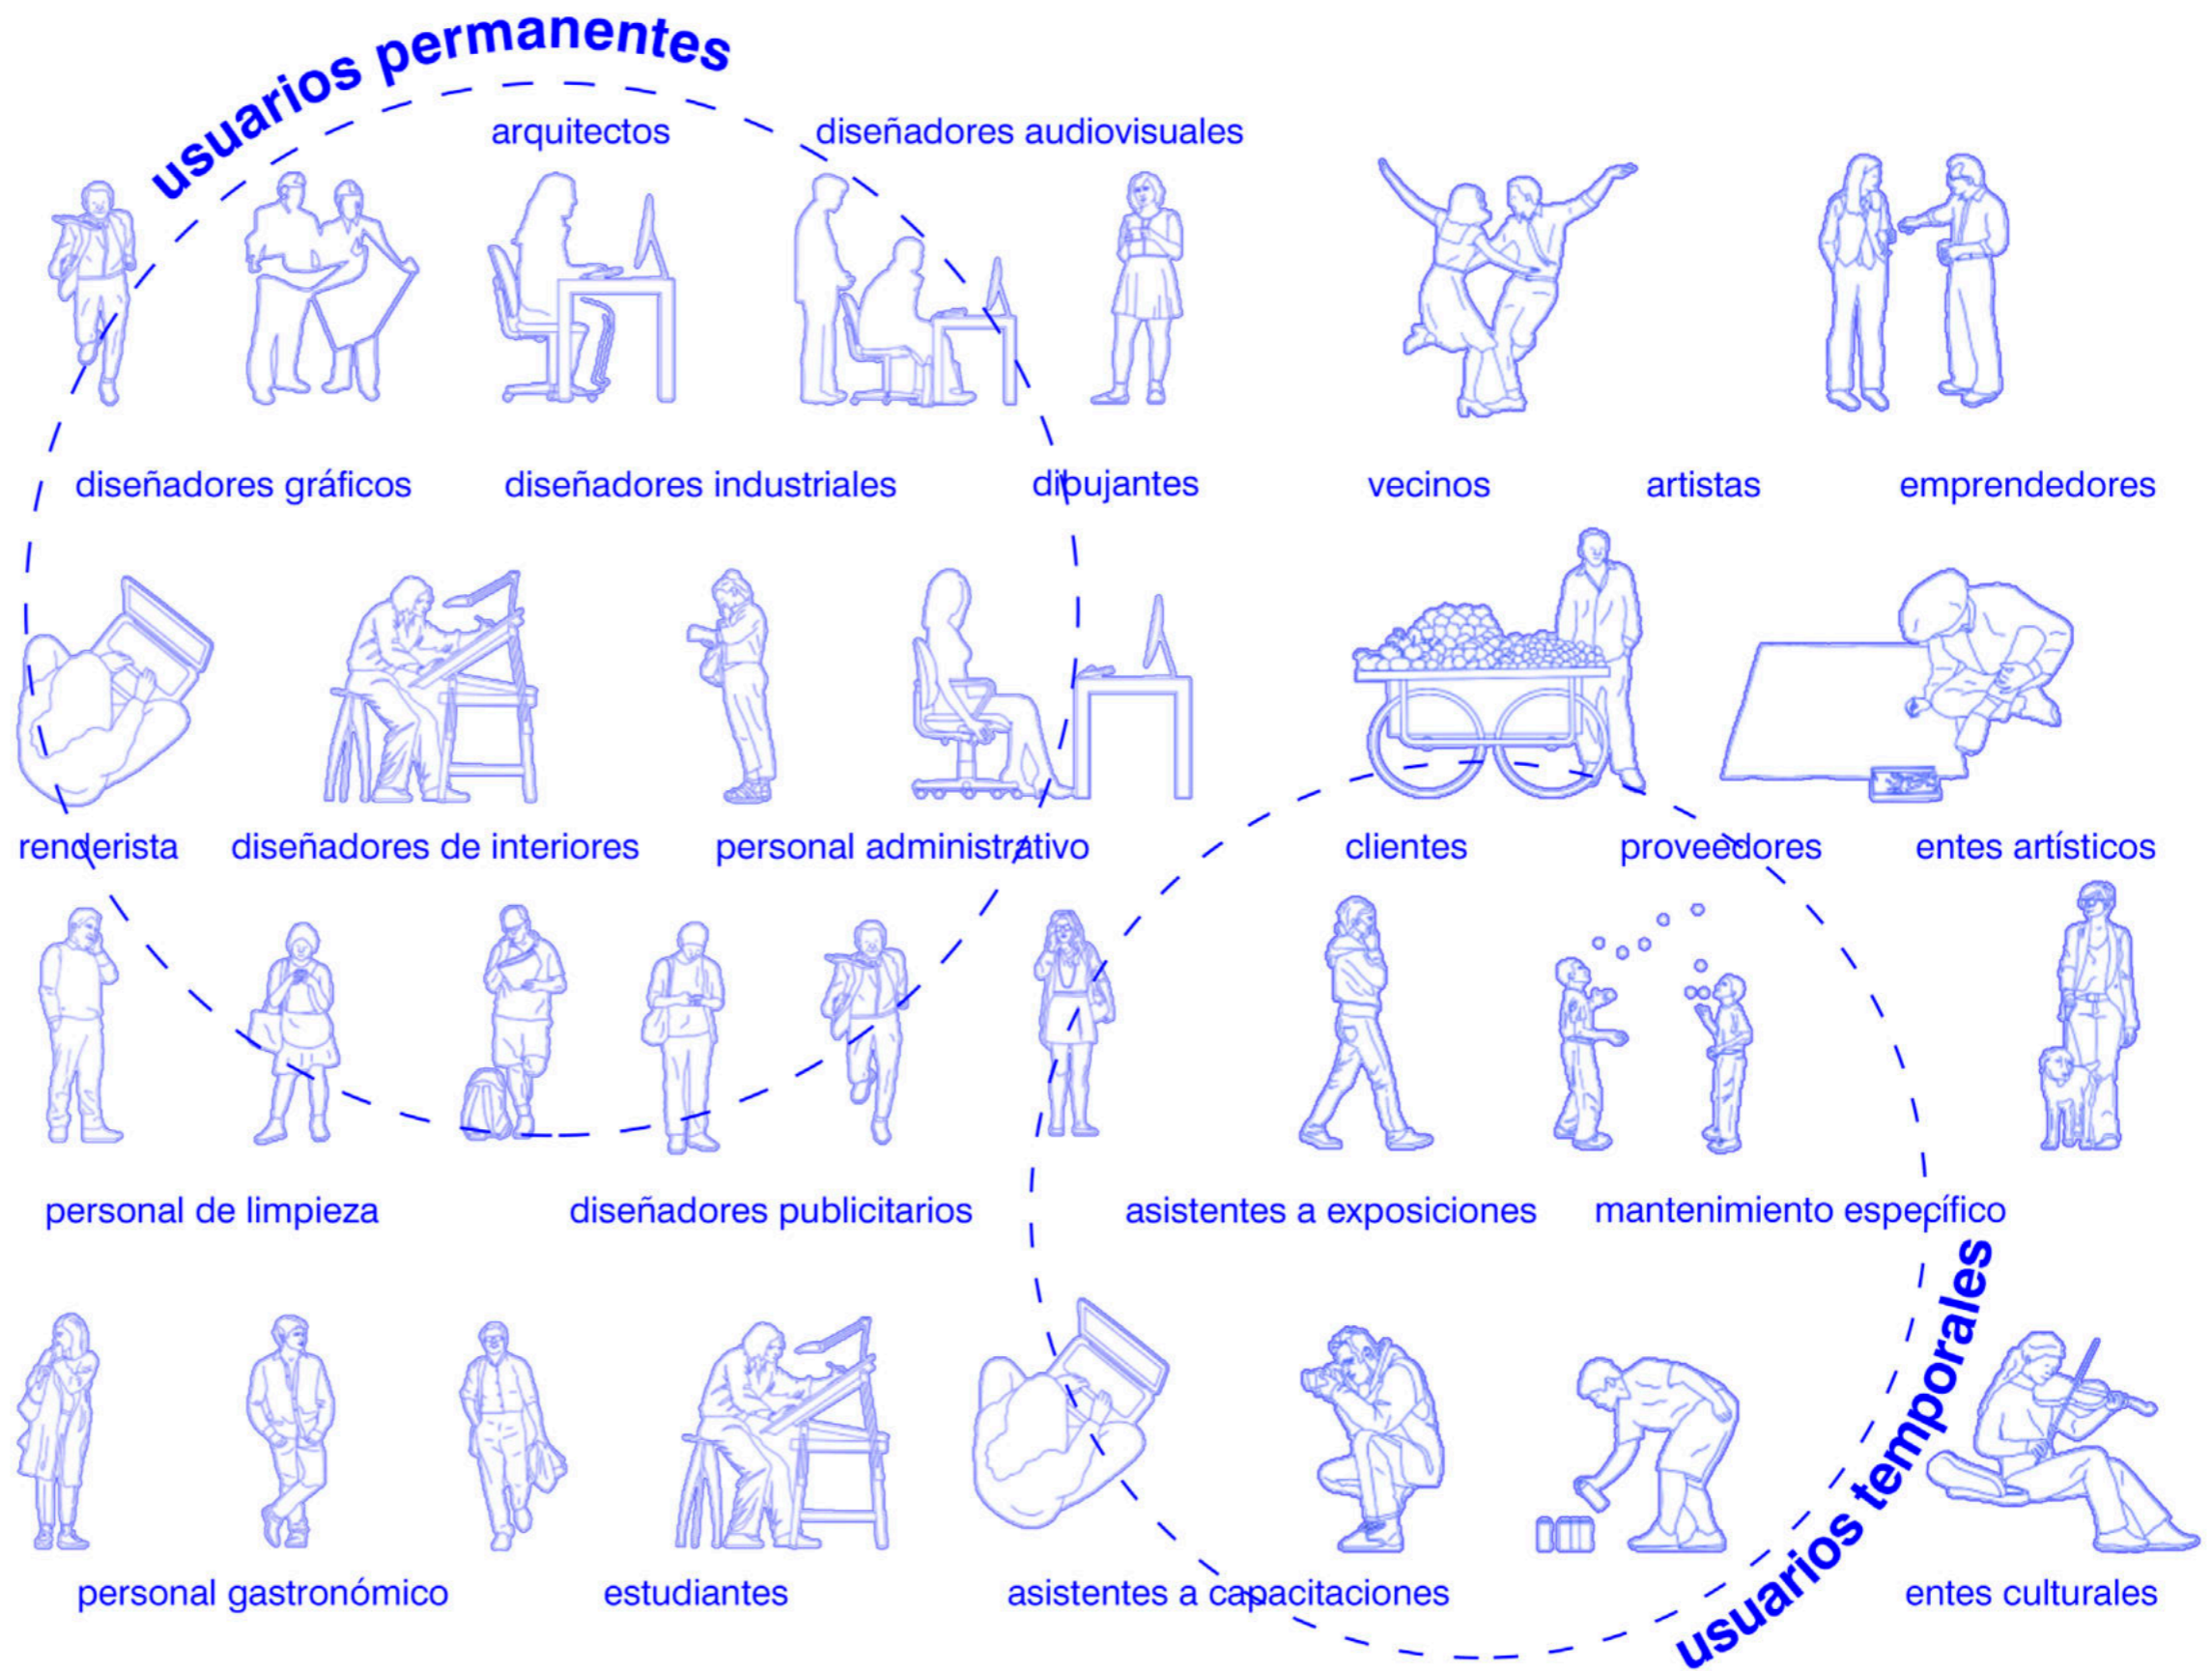 usuarios permanentes
arquitectos
diseñadores audiovisuales
diseñadores gráficos
diseñadores industriales
dibujantes
vecinos
artistas
emprendedores
renderista
diseñadores de interiores
personal administrativo
clientes
proveedores
entes artísticos
personal de limpieza
diseñadores publicitarios
asistentes a exposiciones
mantenimiento específico
usuarios temporales
personal gastronómico
estudiantes
asistentes a capacitaciones
entes culturales